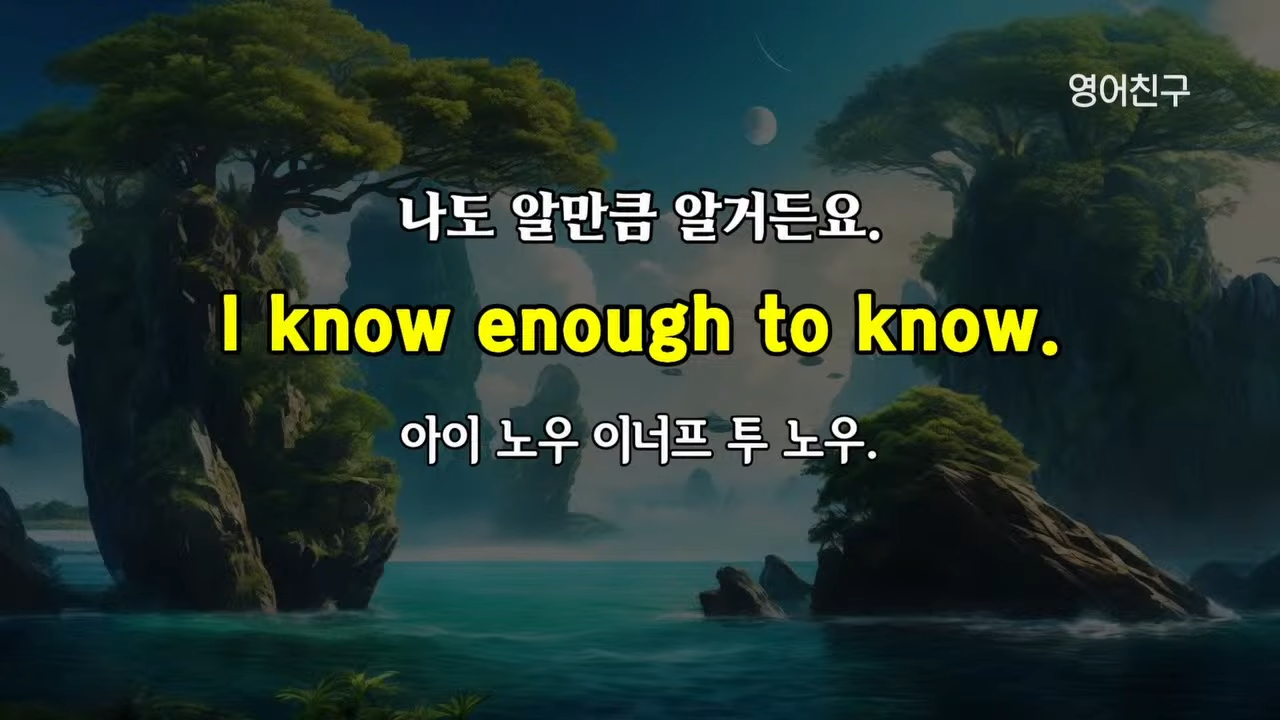 영어친구
나도 알만큼 알거든요.
I know enough to know.
아이 노우 이너프 투 노우.